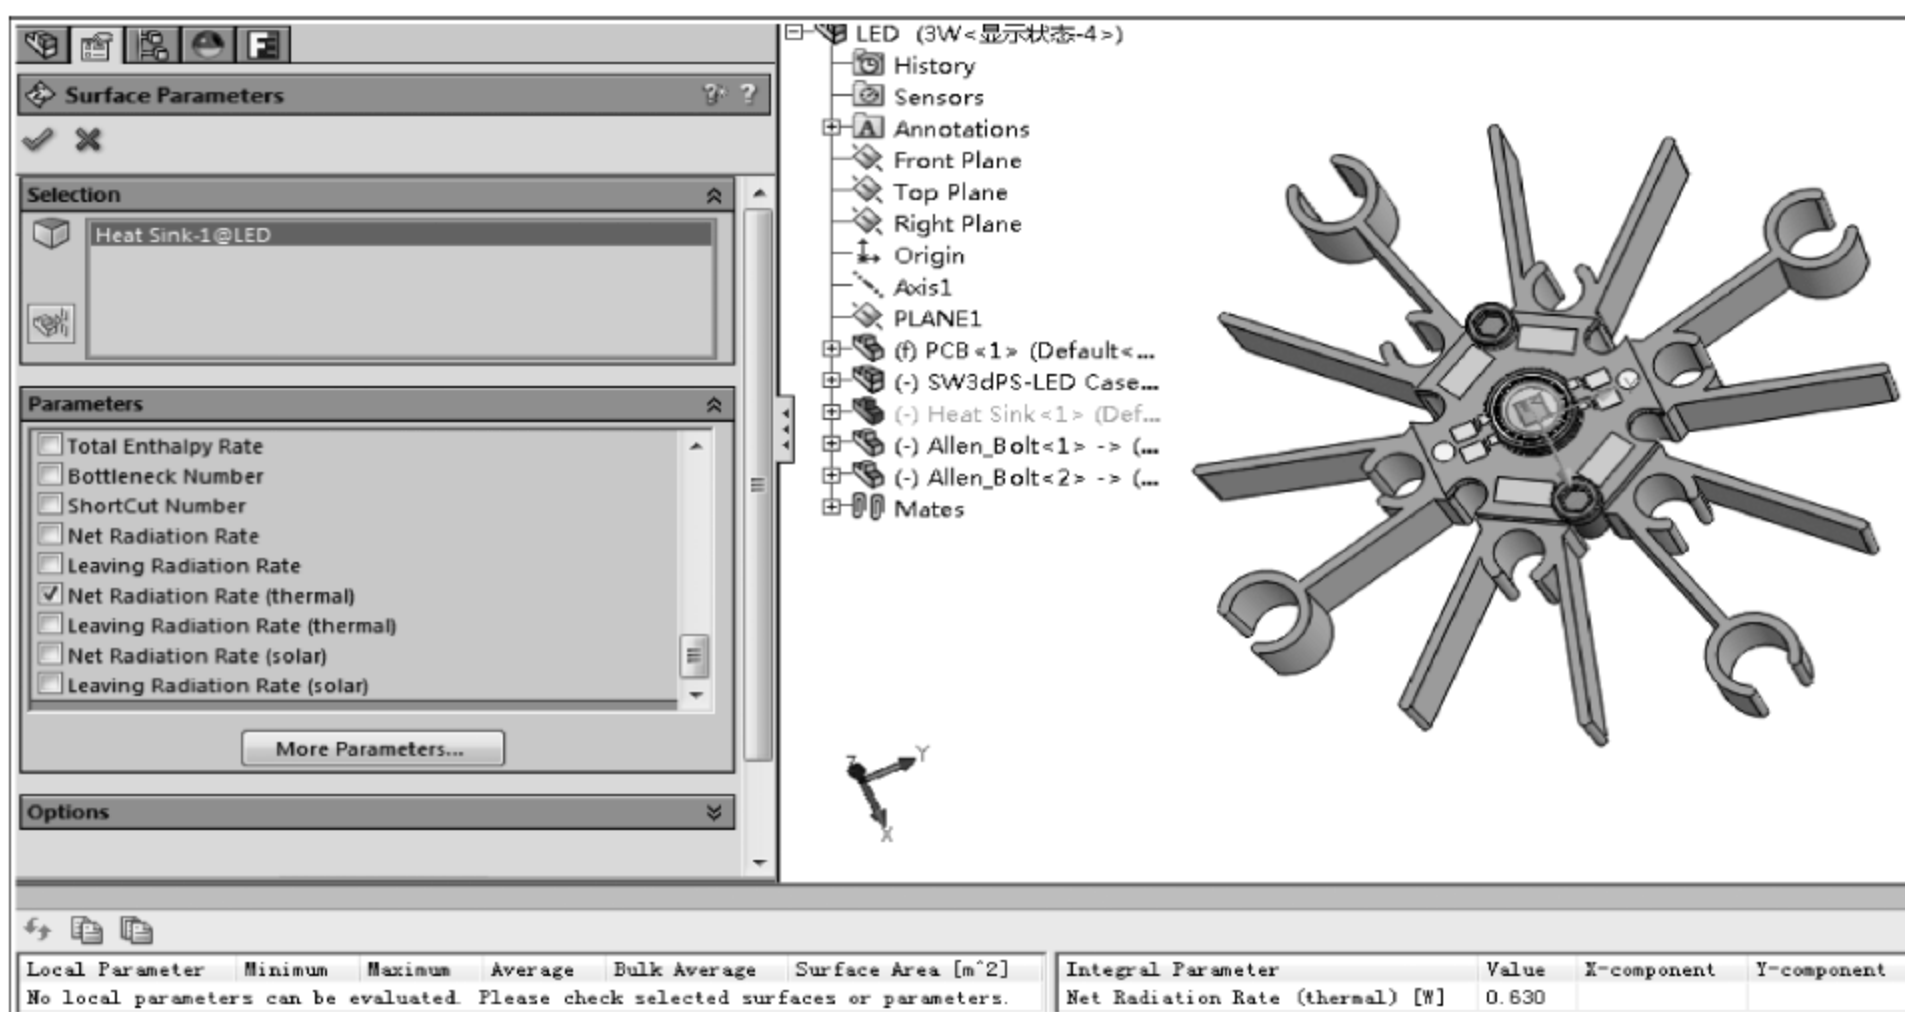 Surface Parameters
Selection
Heat Sink-1@LED
Parameters
Total Enthalpy Rate
Bottleneck Number
ShortCut Number
Net Radiation Rate
Leaving Radiation Rate
Net Radiation Rate (thermal)
Leaving Radiation Rate (thermal)
Net Radiation Rate (solar)
Leaving Radiation Rate (solar)
More Parameters...
Options
LED (3W<显示状态-4>)
History
Sensors
Annotations
Front Plane
Top Plane
Right Plane
Origin
Axis1
PLANE1
(f) PCB<1> (Default<...
(-) SW3dPS-LED Case...
(-) Heat Sink<1> (Def...
(-) Allen_Bolt<1> -> (...
(-) Allen_Bolt<2> -> (...
Mates
Z
Y
X
Local Parameter Minimum Maximum Average Bulk Average Surface Area [m^2]
No local parameters can be evaluated. Please check selected surfaces or parameters.
Integral Parameter Value X-component Y-component
Net Radiation Rate (thermal) [W] 0.630